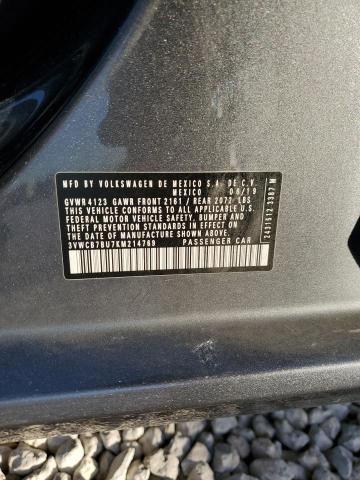 MFD BY VOLKSWAGEN DE MEXICO S.A. DE C.V.
MEXICO 06/19
GVWR 4123 GAWR FRONT 2161 / REAR 2072 LBS
THIS VEHICLE CONFORMS TO ALL APPLICABLE U.S.
FEDERAL MOTOR VEHICLE SAFETY, BUMPER AND
THEFT PREVENTION STANDARDS IN EFFECT ON
THE DATE OF MANUFACTURE SHOWN ABOVE
3VWCB7BU7KM214769 PASSENGER CAR
2431512 3387 M